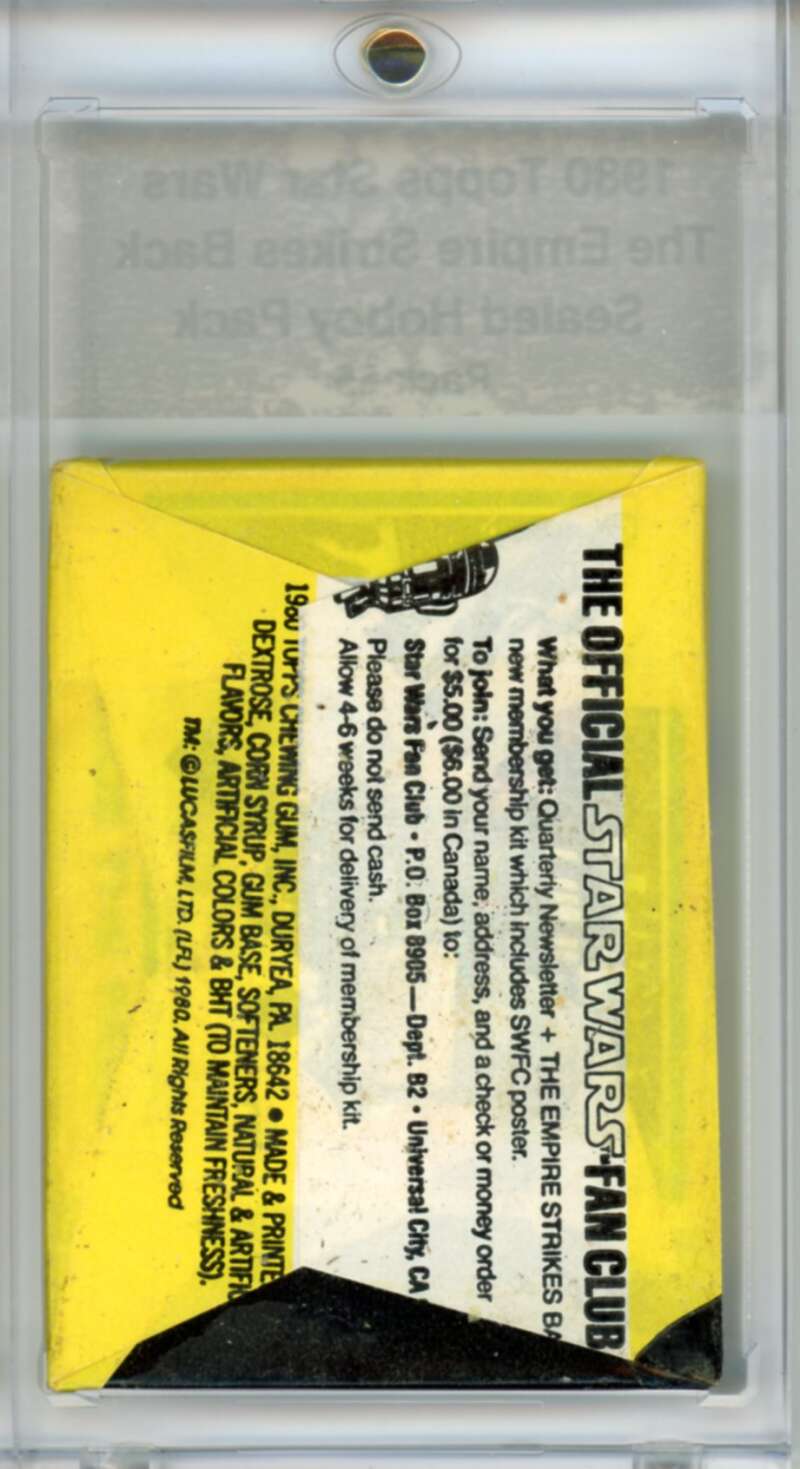 1980 Topps Star Wars
The Empire Strikes Back
Sealed Hobby Pack
THE OFFICIAL STAR WARS FAN CLUB
What you get: Quarterly Newsletter + THE EMPIRE STRIKES BA
new membership kit which includes SWFC poster.
To join: Send your name, address, and a check or money order
for $5.00 ($6.00 in Canada) to:
Star Wars Fan Club • P.O. Box 8905—Dept. B2 • Universal City, CA
Please do not send cash.
Allow 4-6 weeks for delivery of membership kit.
1980 TOPPS CHEWING GUM, INC., DURYEA, PA. 18642 • MADE & PRINTE
DEXTROSE, CORN SYRUP, GUM BASE, SOFTENERS, NATURAL & ARTIFI
FLAVORS, ARTIFICIAL COLORS & BHT (TO MAINTAIN FRESHNESS).
TM: © LUCASFILM, LTD. (LFL) 1980. All Rights Reserved